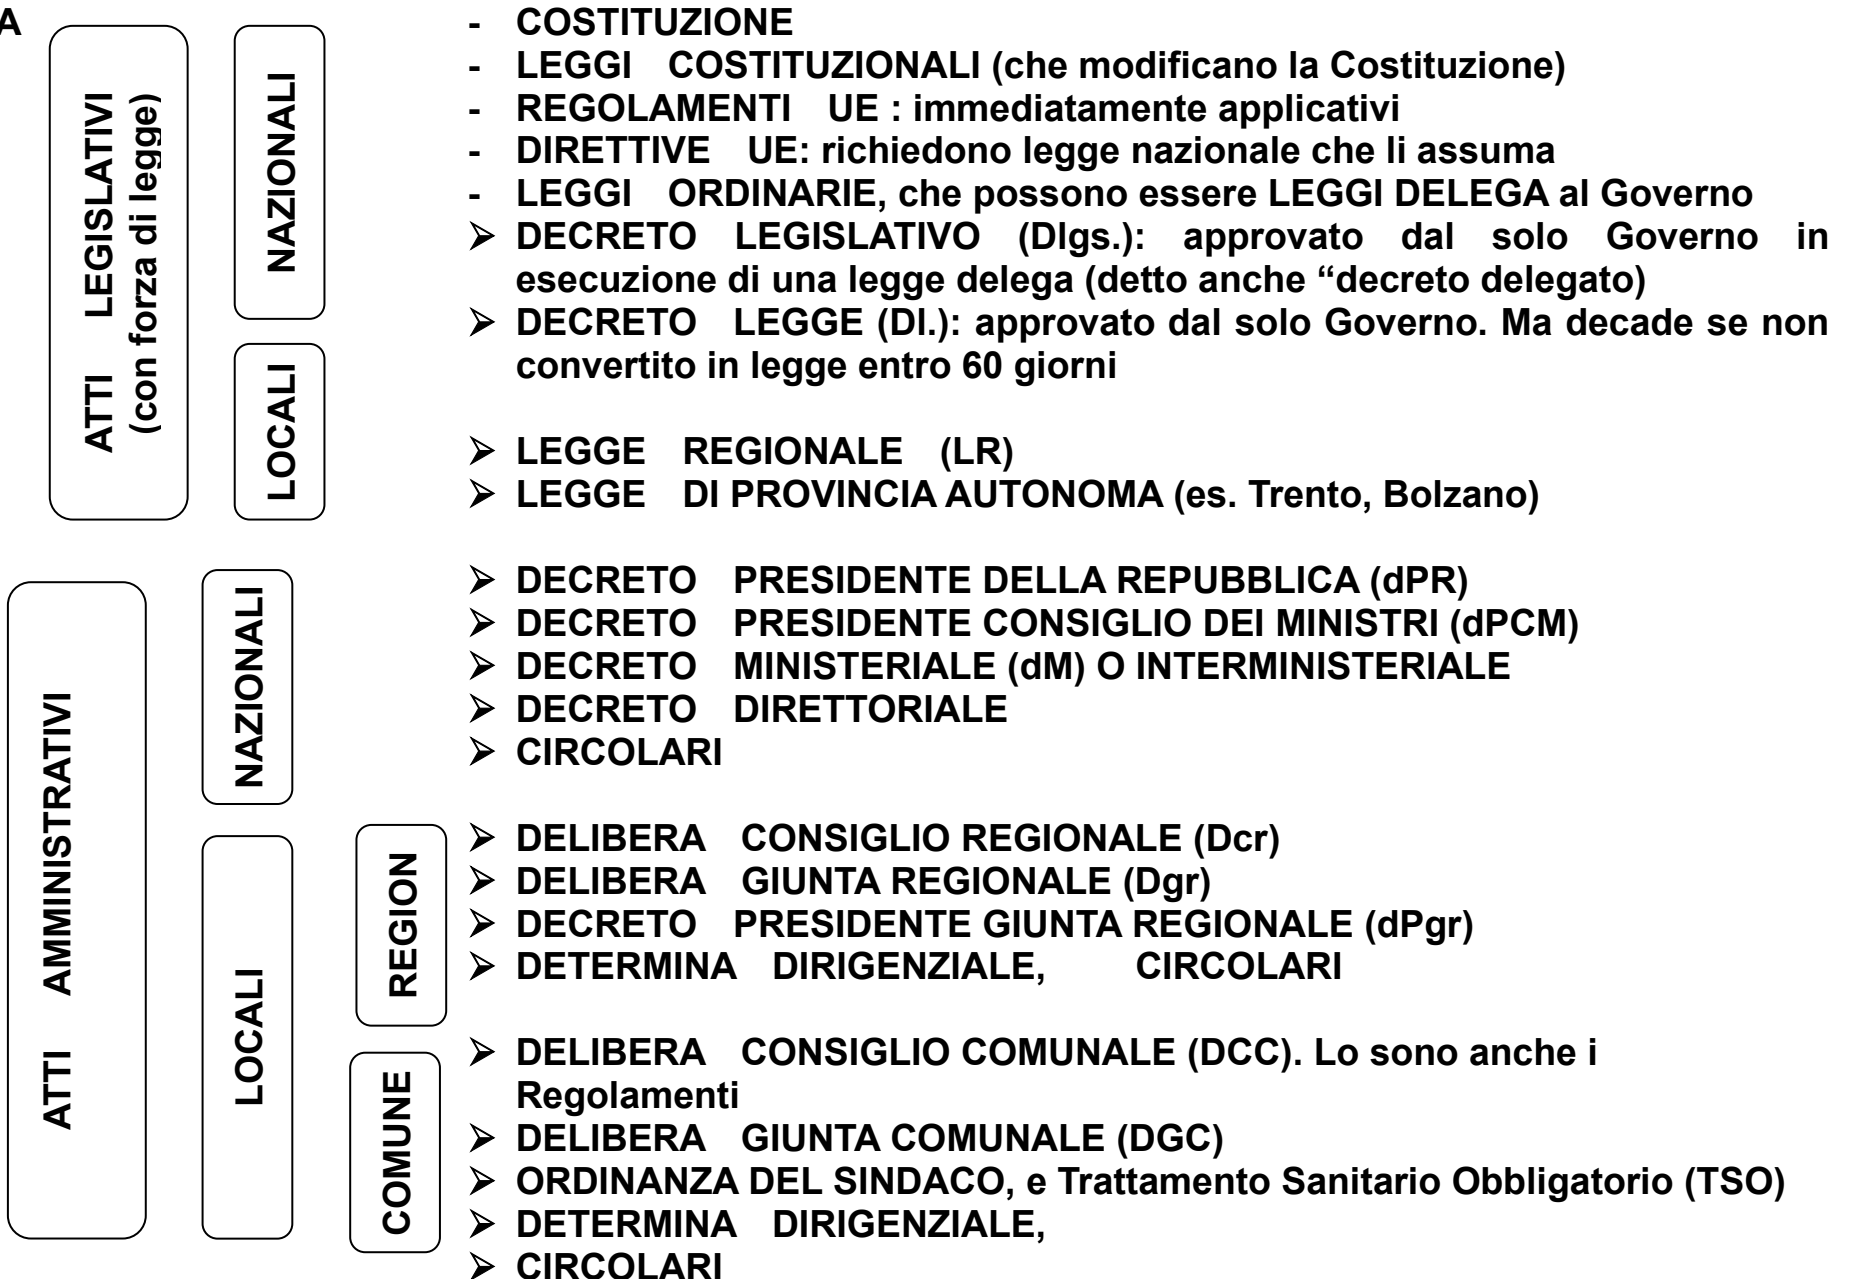 A
ATTI LEGISLATIVI
(con forza di legge)
NAZIONALI
- COSTITUZIONE
- LEGGI COSTITUZIONALI (che modificano la Costituzione)
- REGOLAMENTI UE : immediatamente applicativi
- DIRETTIVE UE: richiedono legge nazionale che li assuma
- LEGGI ORDINARIE, che possono essere LEGGI DELEGA al Governo
➢ DECRETO LEGISLATIVO (Dlgs.): approvato dal solo Governo in
esecuzione di una legge delega (detto anche “decreto delegato)
➢ DECRETO LEGGE (Dl.): approvato dal solo Governo. Ma decade se non
convertito in legge entro 60 giorni
LOCALI
➢ LEGGE REGIONALE (LR)
➢ LEGGE DI PROVINCIA AUTONOMA (es. Trento, Bolzano)
ATTI AMMINISTRATIVI
NAZIONALI
➢ DECRETO PRESIDENTE DELLA REPUBBLICA (dPR)
➢ DECRETO PRESIDENTE CONSIGLIO DEI MINISTRI (dPCM)
➢ DECRETO MINISTERIALE (dM) O INTERMINISTERIALE
➢ DECRETO DIRETTORIALE
➢ CIRCOLARI
LOCALI
REGION
➢ DELIBERA CONSIGLIO REGIONALE (Dcr)
➢ DELIBERA GIUNTA REGIONALE (Dgr)
➢ DECRETO PRESIDENTE GIUNTA REGIONALE (dPgr)
➢ DETERMINA DIRIGENZIALE, CIRCOLARI
COMUNE
➢ DELIBERA CONSIGLIO COMUNALE (DCC). Lo sono anche i
Regolamenti
➢ DELIBERA GIUNTA COMUNALE (DGC)
➢ ORDINANZA DEL SINDACO, e Trattamento Sanitario Obbligatorio (TSO)
➢ DETERMINA DIRIGENZIALE,
➢ CIRCOLARI